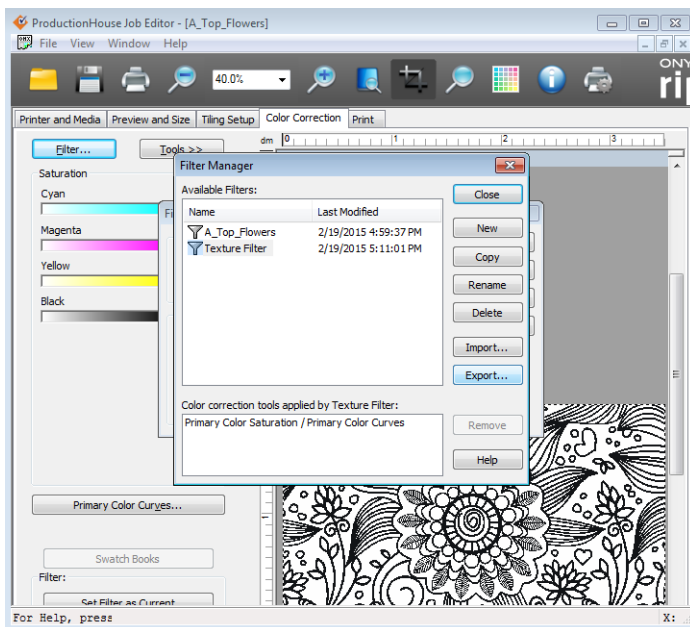 ProductionHouse Job Editor - [A_Top_Flowers]
File View Window Help
40.0%
ONY
rip
Printer and Media Preview and Size Tiling Setup Color Correction Print
Filter... Tools >>
dm 0 1 2 3
Saturation
Cyan
Magenta
Yellow
Black
Primary Color Curves...
Swatch Books
Filter:
Set Filter as Current
Fi
Filter Manager
Available Filters:
Name Last Modified
A_Top_Flowers 2/19/2015 4:59:37 PM
Texture Filter 2/19/2015 5:11:01 PM
Close
New
Copy
Rename
Delete
Import...
Export...
Color correction tools applied by Texture Filter:
Primary Color Saturation / Primary Color Curves
Remove
Help
For Help, press
X: